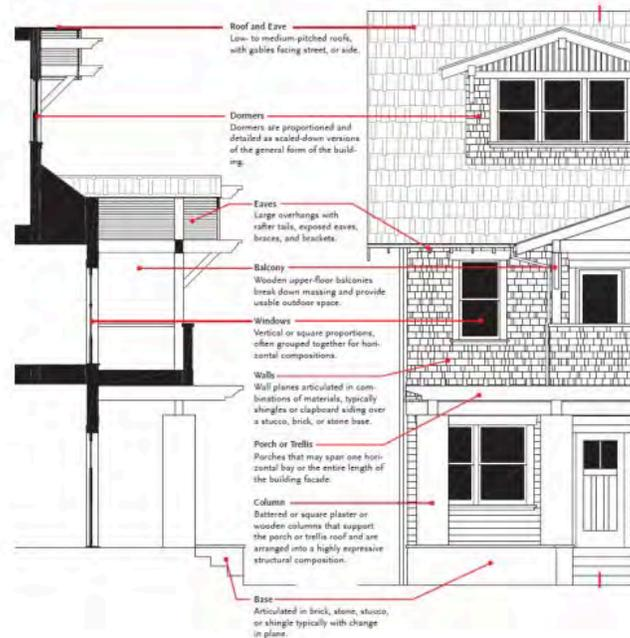 Roof and Eave
Low- to medium-pitched roofs,
with gables facing street, or side.
Dormers
Dormers are proportioned and
detailed as scaled-down versions
of the general form of the build-
ing.
Eaves
Large overhangs with
rafter tails, exposed eaves,
braces, and brackets.
Balcony
Wooden upper-floor balconies
break down massing and provide
usable outdoor space.
Windows
Vertical or square proportions,
often grouped together for hori-
zontal compositions.
Walls
Wall planes articulated in com-
binations of materials, typically
shingles or clapboard siding over
a stucco, brick, or stone base.
Porch or Trellis
Porches that may span one hori-
zontal bay or the entire length of
the building facade.
Column
Battered or square plaster or
wooden columns that support
the porch or trellis roof and are
arranged into a highly expressive
structural composition.
Base
Articulated in brick, stone, stucco,
or shingle typically with change
in plane.